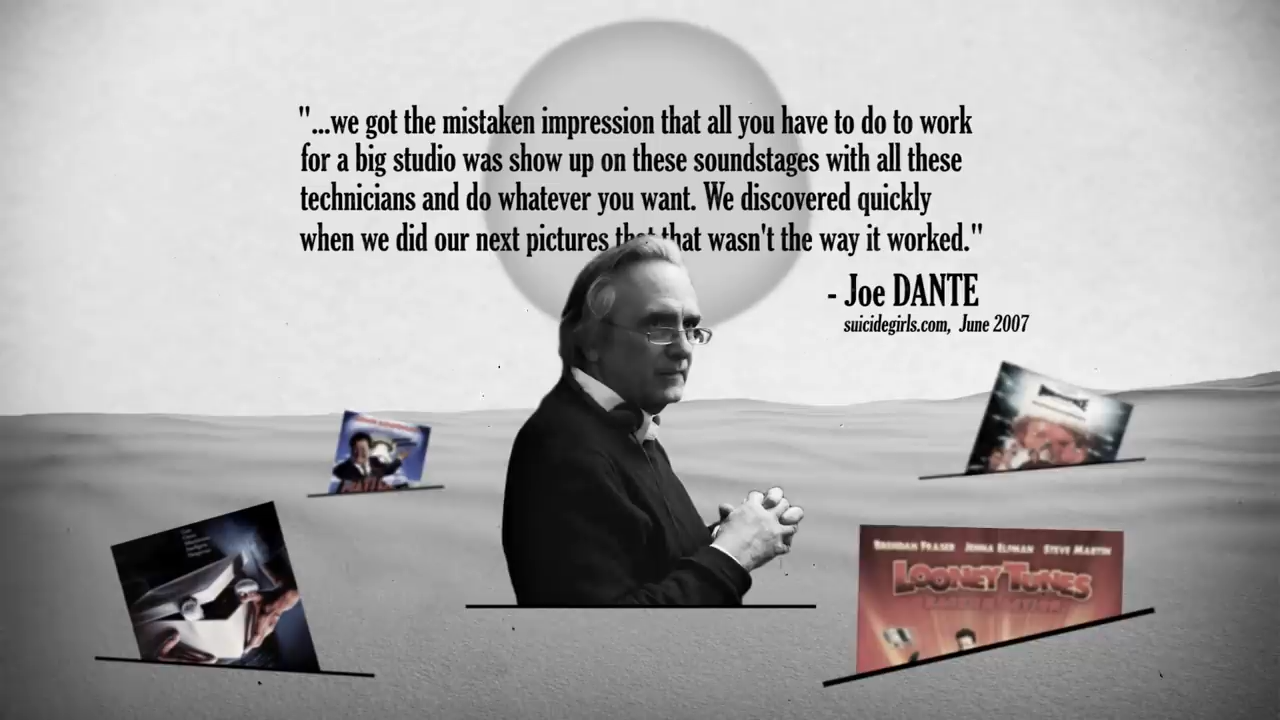 "...we got the mistaken impression that all you have to do to work
for a big studio was show up on these soundstages with all these
technicians and do whatever you want. We discovered quickly
when we did our next pictures that that wasn't the way it worked."
- Joe DANTE
suicidegirls.com, June 2007
BRENDAN FRASER JENNA ELFMAN STEVE MARTIN
LOONEY TUNES